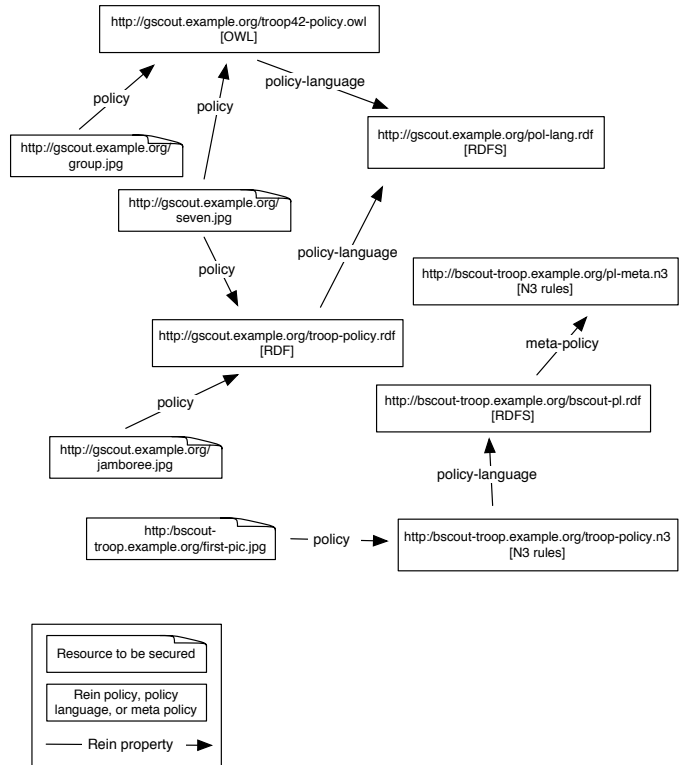 http://gscout.example.org/troop42-policy.owl
[OWL]
policy-language
policy
policy
http://gscout.example.org/pol-lang.rdf
[RDFS]
http://gscout.example.org/
group.jpg
http://gscout.example.org/
seven.jpg
policy-language
policy
http://bscout-troop.example.org/pl-meta.n3
[N3 rules]
http://gscout.example.org/troop-policy.rdf
[RDF]
meta-policy
http://bscout-troop.example.org/bscout-pl.rdf
[RDFS]
policy
http://gscout.example.org/
jamboree.jpg
policy-language
http:/bscout-
troop.example.org/first-pic.jpg
policy
http:/bscout-troop.example.org/troop-policy.n3
[N3 rules]
Resource to be secured
Rein policy, policy
language, or meta policy
Rein property